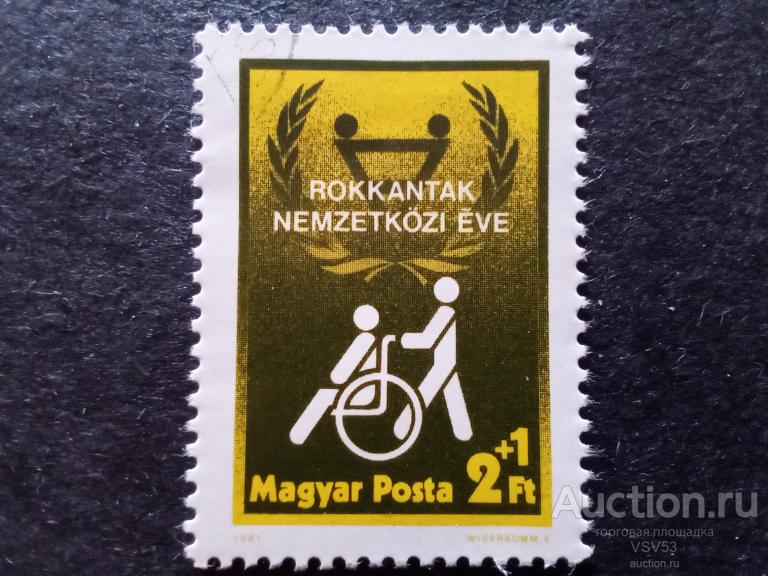 ROKKANTAK
NEMZETKÖZI ÉVE
Magyar Posta 2+1 Ft
1981 WIDERKOMM E.
Auction.ru
торговая площадка
VSV53
auction.ru